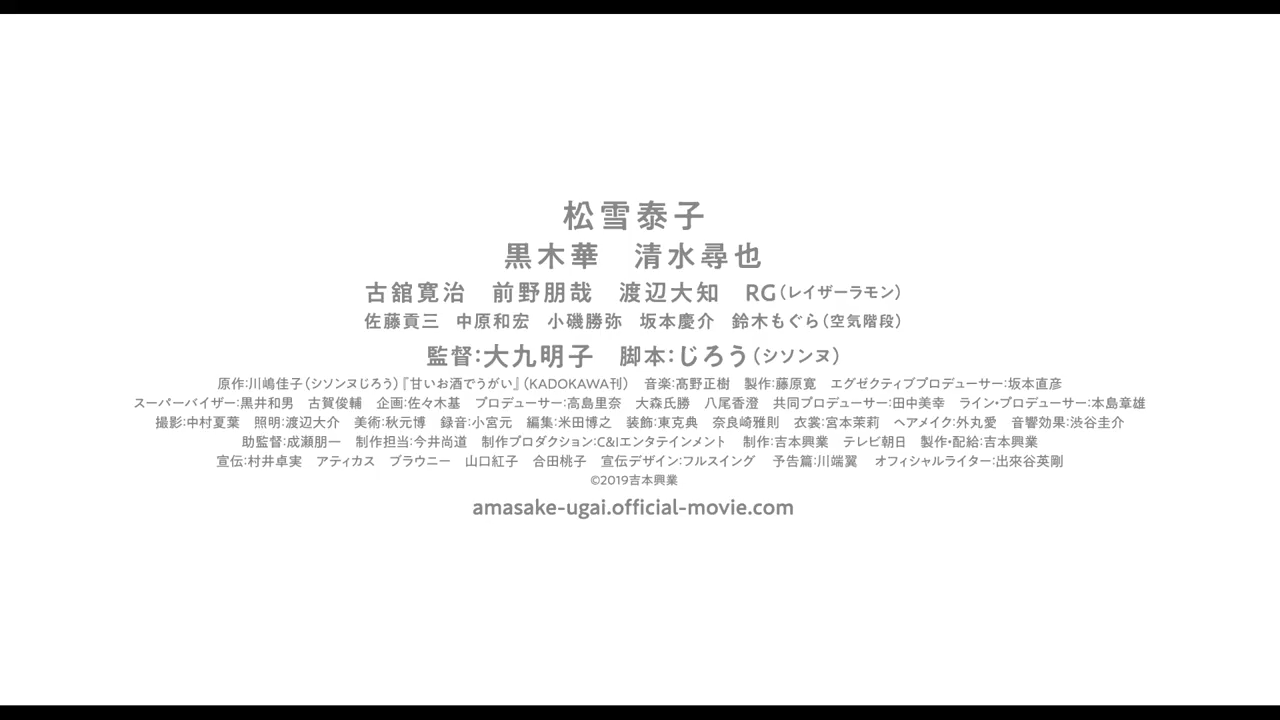 松雪泰子
黒木華 清水尋也
古舘寛治 前野朋哉 渡辺大知 RG(レイザーラモン)
佐藤貢三 中原和宏 小磯勝弥 坂本慶介 鈴木もぐら(空気階段)
監督:大九明子 脚本:じろう(シソンヌ)
原作:川嶋佳子(シソンヌじろう)『甘いお酒でうがい』(KADOKAWA刊) 音楽:髙野正樹 製作:藤原寛 エグゼクティブプロデューサー:坂本直彦
スーパーバイザー:黒井和男 古賀俊輔 企画:佐々木基 プロデューサー:高島里奈 大森氏勝 八尾香澄 共同プロデューサー:田中美幸 ライン・プロデューサー:本島章雄
撮影:中村夏葉 照明:渡辺大介 美術:秋元博 録音:小宮元 編集:米田博之 装飾:東克典 奈良崎雅則 衣裳:宮本茉莉 ヘアメイク:外丸愛 音響効果:渋谷圭介
助監督:成瀬朋一 制作担当:今井尚道 制作プロダクション:C&Iエンタテインメント 制作:吉本興業 テレビ朝日 製作・配給:吉本興業
宣伝:村井卓実 アティカス ブラウニー 山口紅子 合田桃子 宣伝デザイン:フルスイング 予告篇:川端翼 オフィシャルライター:出來谷英剛
©2019吉本興業
amasake-ugai.official-movie.com